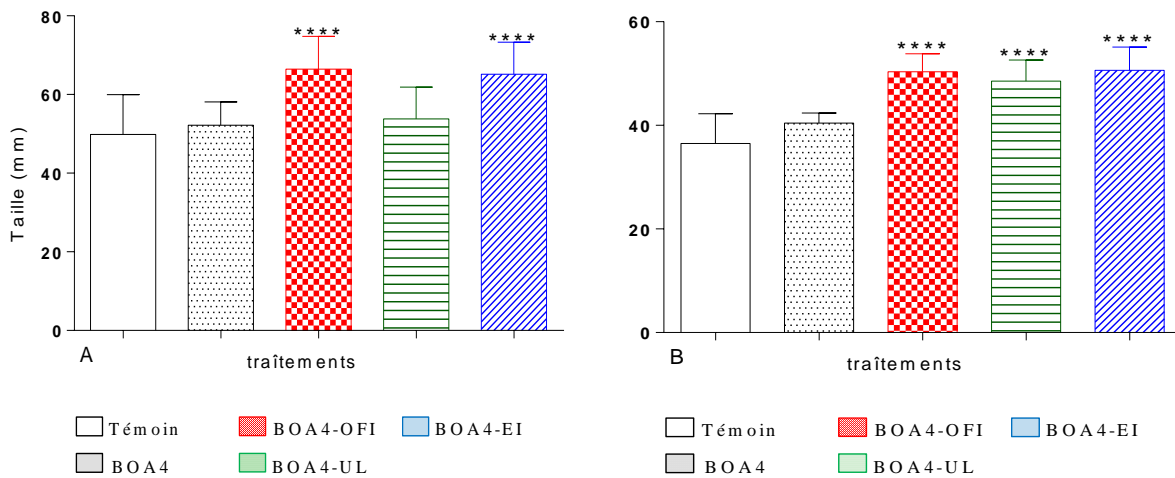 80
60
40
20
0
Taille (mm)
****
****
A
traîtements
Témoin
BOA4-OFI
BOA4-EI
BOA4
BOA4-UL
60
40
20
0
****
****
****
B
traîtements
Témoin
BOA4-OFI
BOA4-EI
BOA4
BOA4-UL